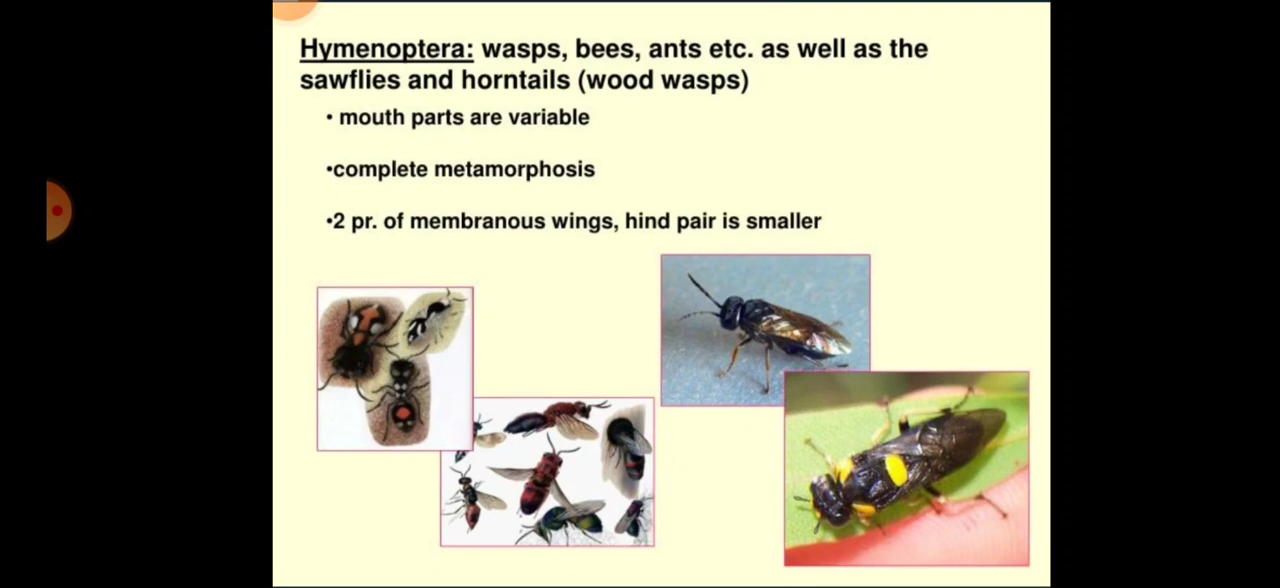 Hymenoptera: wasps, bees, ants etc. as well as the
sawflies and horntails (wood wasps)
• mouth parts are variable
•complete metamorphosis
•2 pr. of membranous wings, hind pair is smaller